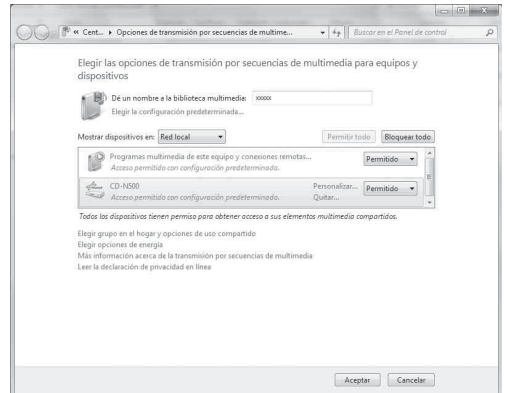 « Cent... ▸ Opciones de transmisión por secuencias de multime...
Buscar en el Panel de control
Elegir las opciones de transmisión por secuencias de multimedia para equipos y
dispositivos
Dé un nombre a la biblioteca multimedia: xxxxx
Elegir la configuración predeterminada...
Mostrar dispositivos en: Red local
Permitir todo Bloquear todo
Programas multimedia de este equipo y conexiones remotas...
Acceso permitido con configuración predeterminada.
Permitido
CD-N500
Acceso permitido con configuración predeterminada.
Personalizar...
Quitar...
Permitido
Todos los dispositivos tienen permiso para obtener acceso a sus elementos multimedia compartidos.
Elegir grupo en el hogar y opciones de uso compartido
Elegir opciones de energía
Más información acerca de la transmisión por secuencias de multimedia
Leer la declaración de privacidad en línea
Aceptar Cancelar